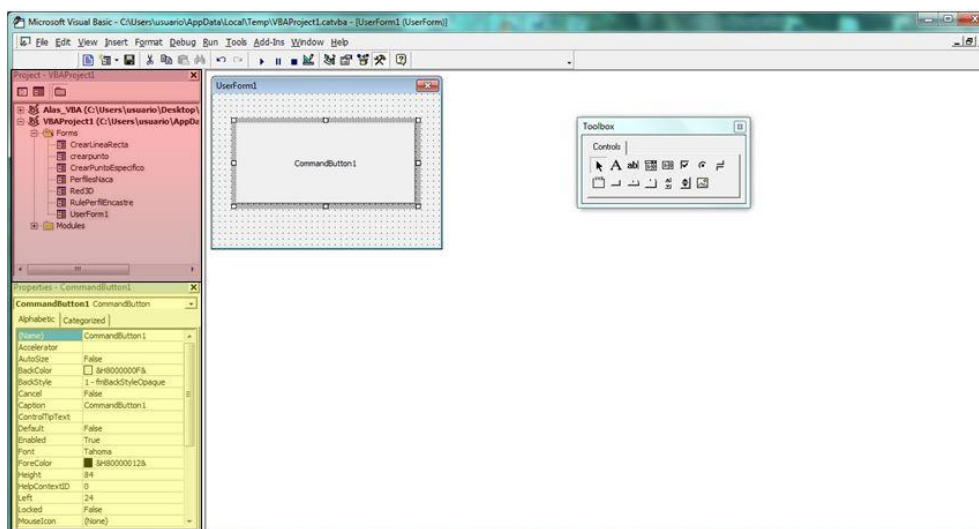 Microsoft Visual Basic - C:\Users\usuario\AppData\Local\Temp\VBAProject1.catvba - [UserForm1 (UserForm)]
File Edit View Insert Format Debug Run Tools Add-Ins Window Help
Project - VBAProject1
Alas_VBA (C:\Users\usuario\Desktop\
VBAProject1 (C:\Users\usuario\AppDa
Forms
CrearLineaRecta
crearpunto
CrearPuntoEspecifico
PerfilesNaca
Red3D
RulePerfilEncastre
UserForm1
Modules
UserForm1
CommandButton1
Toolbox
Controls
A ab|
Properties - CommandButton1
CommandButton1 CommandButton
Alphabetic Categorized
(Name) CommandButton1
Accelerator
AutoSize False
BackColor &H8000000F&
BackStyle 1 - fmBackStyleOpaque
Cancel False
Caption CommandButton1
ControlTipText
Default False
Enabled True
Font Tahoma
ForeColor &H80000012&
Height 84
HelpContextID 0
Left 24
Locked False
MouseIcon (None)